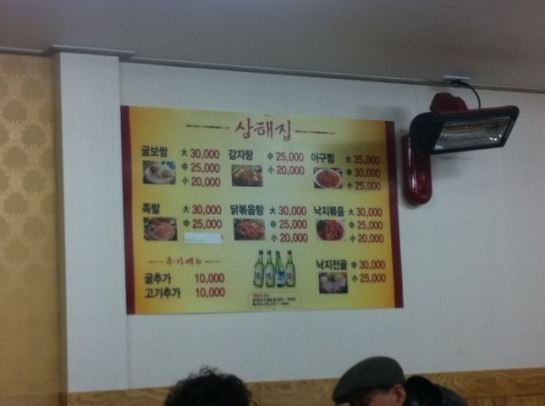 삼해집
굴보쌈 大 30,000
中 25,000
小 20,000
감자탕 中 25,000
小 20,000
아구찜 大 35,000
中 30,000
小 25,000
족발 大 30,000
中 25,000
닭볶음탕 大 30,000
中 25,000
小 20,000
낙지볶음 大 30,000
中 25,000
小 20,000
추가메뉴
굴추가 10,000
고기추가 10,000
낙지전골 中 30,000
小 25,000